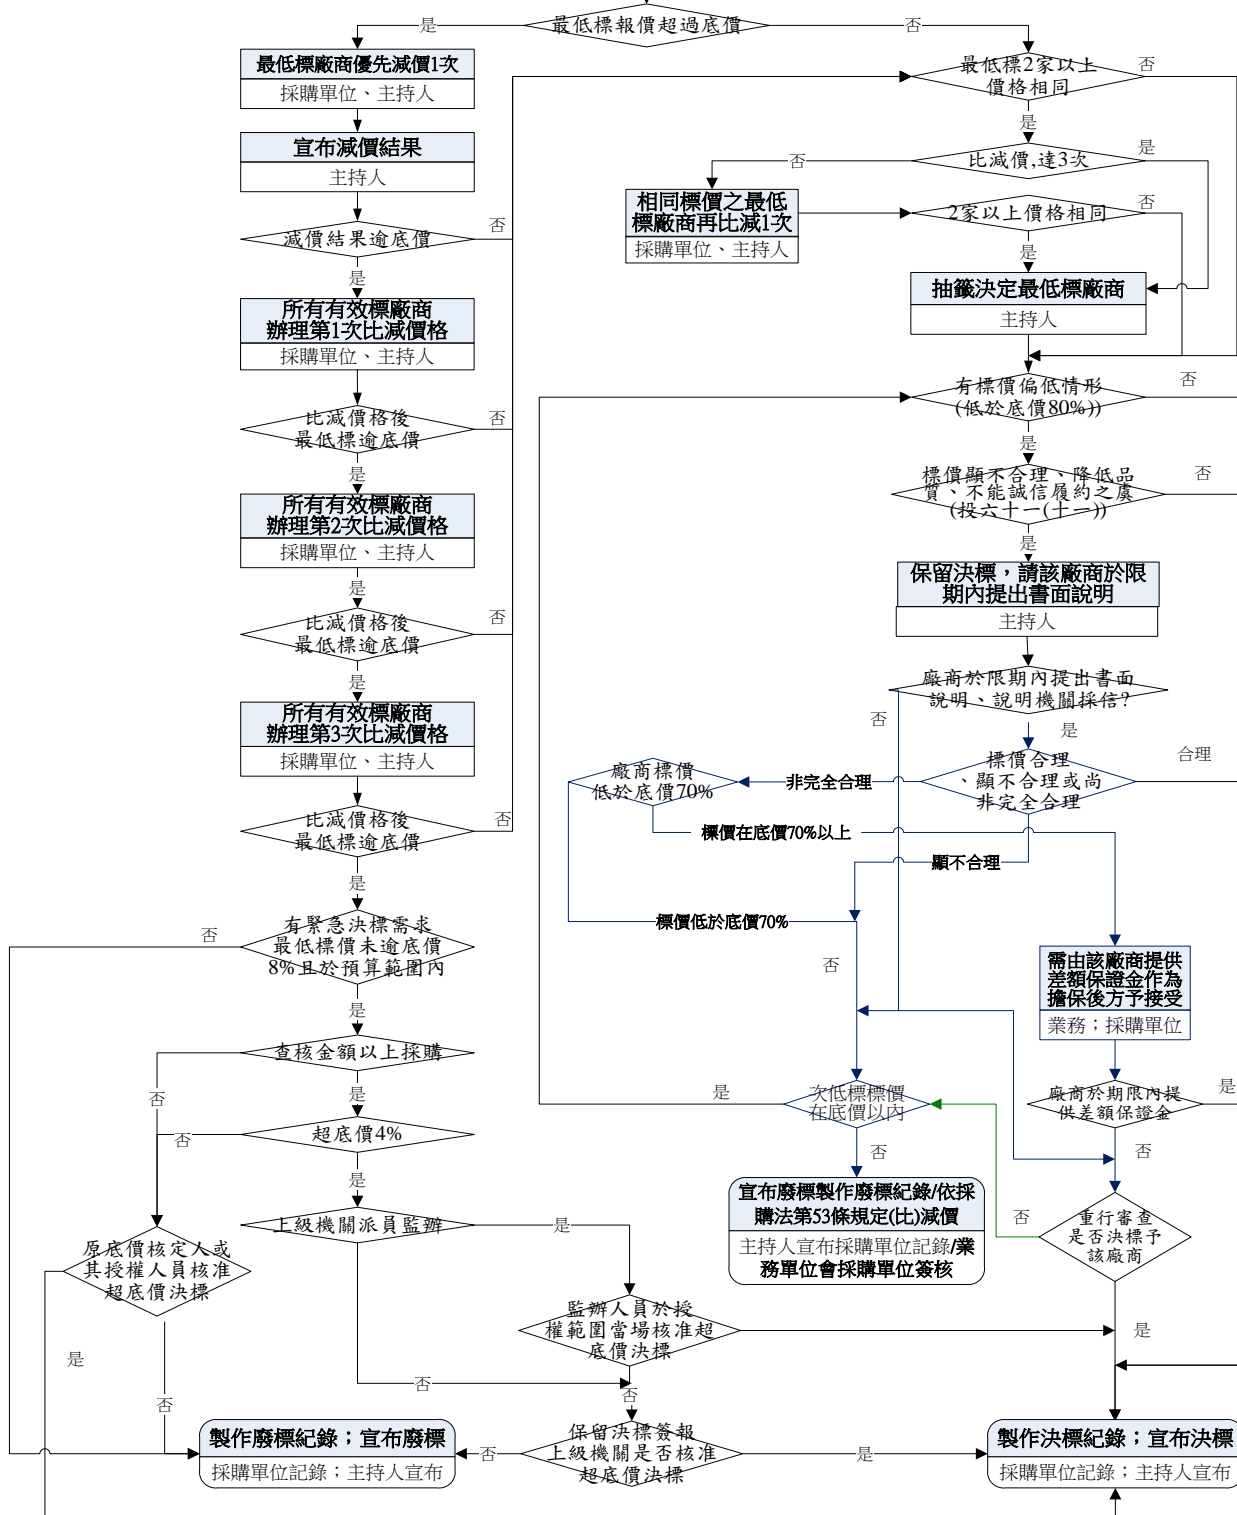 最低標報價超過底價
是
否
最低標廠商優先減價1次
採購單位、主持人
宣布減價結果
主持人
減價結果逾底價
否
是
所有有效標廠商
辦理第1次比減價格
採購單位、主持人
比減價格後
最低標逾底價
否
是
所有有效標廠商
辦理第2次比減價格
採購單位、主持人
比減價格後
最低標逾底價
否
是
所有有效標廠商
辦理第3次比減價格
採購單位、主持人
比減價格後
最低標逾底價
否
是
有緊急決標需求
最低標價未逾底價
8%且於預算範圍內
否
是
查核金額以上採購
否
是
超底價4%
否
是
上級機關派員監辦
是
否
原底價核定人或
其授權人員核准
超底價決標
是
否
監辦人員於授
權範圍當場核准超
底價決標
是
否
保留決標簽報
上級機關是否核准
超底價決標
否
是
製作廢標紀錄；宣布廢標
採購單位記錄；主持人宣布
最低標2家以上
價格相同
否
是
比減價,達3次
否
是
相同標價之最低
標廠商再比減1次
採購單位、主持人
2家以上價格相同
否
是
抽籤決定最低標廠商
主持人
有標價偏低情形
(低於底價80%))
否
是
標價顯不合理、降低品
質、不能誠信履約之虞
(投六十一(十一))
否
是
保留決標，請該廠商於限
期內提出書面說明
主持人
廠商於限期內提出書面
說明、說明機關採信?
否
是
標價合理
、顯不合理或尚
非完全合理
合理
非完全合理
顯不合理
廠商標價
低於底價70%
標價在底價70%以上
標價低於底價70%
否
需由該廠商提供
差額保證金作為
擔保後方予接受
業務；採購單位
廠商於期限內提
供差額保證金
是
否
次低標標價
在底價以內
是
否
宣布廢標製作廢標紀錄/依採
購法第53條規定(比)減價
主持人宣布採購單位記錄/業
務單位會採購單位簽核
重行審查
是否決標予
該廠商
否
是
製作決標紀錄；宣布決標
採購單位記錄；主持人宣布